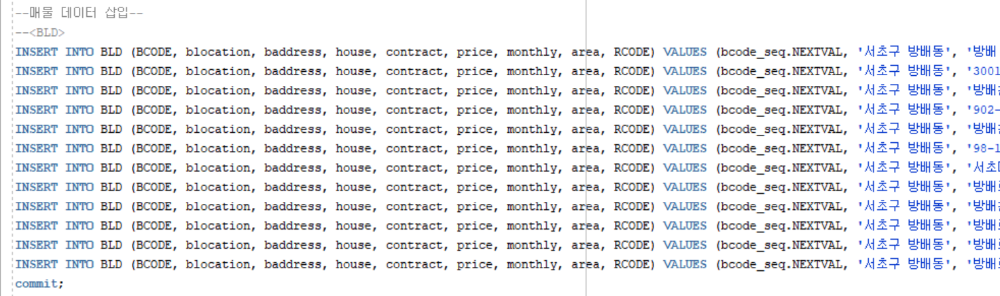 --매물 데이터 삽입--
--<BLD>
INSERT INTO BLD (BCODE, blocation, baddress, house, contract, price, monthly, area, RCODE) VALUES (bcode_seq.NEXTVAL, '서초구 방배동', '방배
INSERT INTO BLD (BCODE, blocation, baddress, house, contract, price, monthly, area, RCODE) VALUES (bcode_seq.NEXTVAL, '서초구 방배동', '3001
INSERT INTO BLD (BCODE, blocation, baddress, house, contract, price, monthly, area, RCODE) VALUES (bcode_seq.NEXTVAL, '서초구 방배동', '방배
INSERT INTO BLD (BCODE, blocation, baddress, house, contract, price, monthly, area, RCODE) VALUES (bcode_seq.NEXTVAL, '서초구 방배동', '902-
INSERT INTO BLD (BCODE, blocation, baddress, house, contract, price, monthly, area, RCODE) VALUES (bcode_seq.NEXTVAL, '서초구 방배동', '방배
INSERT INTO BLD (BCODE, blocation, baddress, house, contract, price, monthly, area, RCODE) VALUES (bcode_seq.NEXTVAL, '서초구 방배동', '98-1
INSERT INTO BLD (BCODE, blocation, baddress, house, contract, price, monthly, area, RCODE) VALUES (bcode_seq.NEXTVAL, '서초구 방배동', '서초
INSERT INTO BLD (BCODE, blocation, baddress, house, contract, price, monthly, area, RCODE) VALUES (bcode_seq.NEXTVAL, '서초구 방배동', '방배
INSERT INTO BLD (BCODE, blocation, baddress, house, contract, price, monthly, area, RCODE) VALUES (bcode_seq.NEXTVAL, '서초구 방배동', '방배
INSERT INTO BLD (BCODE, blocation, baddress, house, contract, price, monthly, area, RCODE) VALUES (bcode_seq.NEXTVAL, '서초구 방배동', '방배
INSERT INTO BLD (BCODE, blocation, baddress, house, contract, price, monthly, area, RCODE) VALUES (bcode_seq.NEXTVAL, '서초구 방배동', '방배
INSERT INTO BLD (BCODE, blocation, baddress, house, contract, price, monthly, area, RCODE) VALUES (bcode_seq.NEXTVAL, '서초구 방배동', '방배
commit;